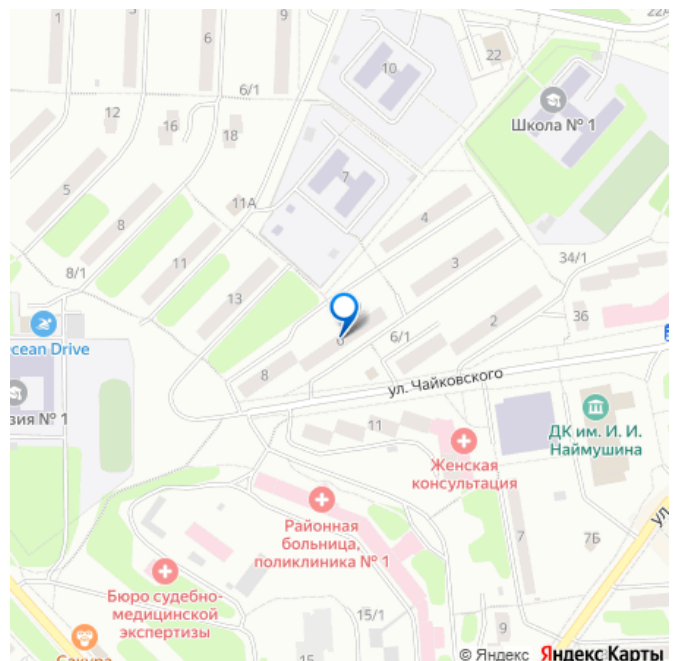 22А
1
3
6
9
22
10
6/1
12
16
18
Школа № 1
7
5
11А
8
4
11
3
34/1
8/1
13
Ocean Drive
6/1
2
36
6
8
ул. Чайковского
зия № 1
11
ДК им. И. И.
Наймушина
Женская
консультация
Районная
больница,
поликлиника № 1
ул.
7
7Б
Бюро судебно-
медицинской
экспертизы
15/1
9
Сакура
15
© Яндекс Яндекс Карты